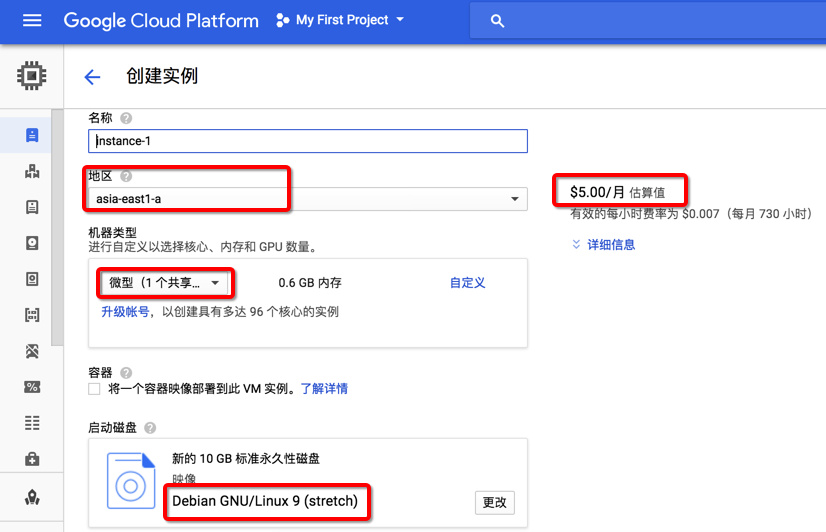 Google Cloud Platform
My First Project
创建实例
名称
instance-1
地区
asia-east1-a
$5.00/月 估算值
有效的每小时费率为 $0.007（每月 730 小时）
详细信息
机器类型
进行自定义以选择核心、内存和 GPU 数量。
微型（1 个共享...
0.6 GB 内存
自定义
升级帐号，以创建具有多达 96 个核心的实例
容器
将一个容器映像部署到此 VM 实例。了解详情
启动磁盘
新的 10 GB 标准永久性磁盘
映像
Debian GNU/Linux 9 (stretch)
更改